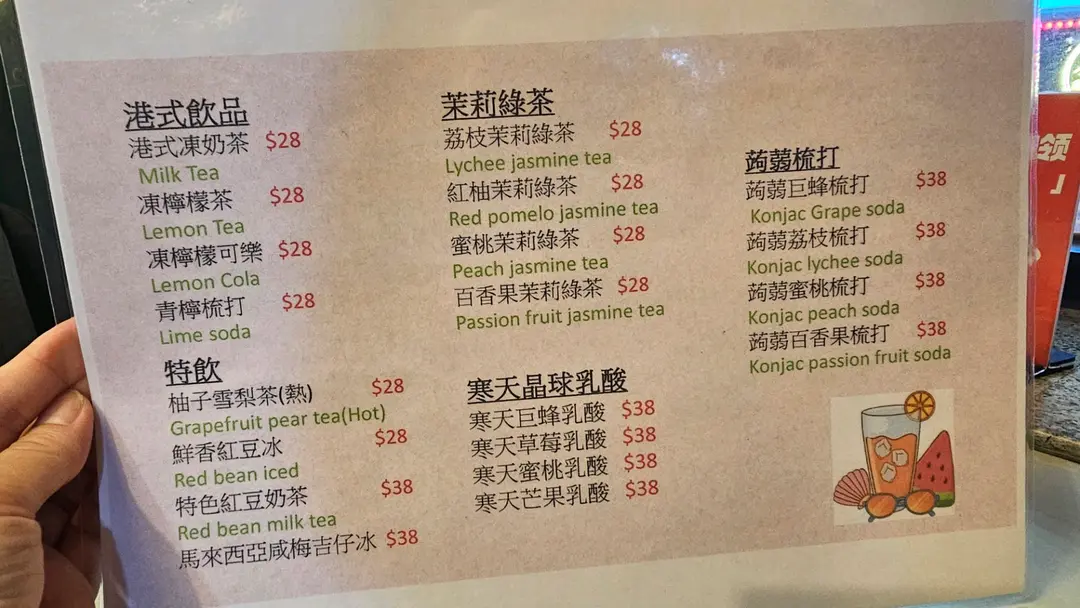 港式飲品
港式凍奶茶 $28
Milk Tea
凍檸檬茶 $28
Lemon Tea
凍檸檬可樂 $28
Lemon Cola
青檸梳打 $28
Lime soda
特飲
柚子雪梨茶(熱) $28
Grapefruit pear tea(Hot)
鮮香紅豆冰 $28
Red bean iced
特色紅豆奶茶 $38
Red bean milk tea
馬來西亞咸梅吉仔冰 $38
茉莉綠茶
荔枝茉莉綠茶 $28
Lychee jasmine tea
紅柚茉莉綠茶 $28
Red pomelo jasmine tea
蜜桃茉莉綠茶 $28
Peach jasmine tea
百香果茉莉綠茶 $28
Passion fruit jasmine tea
寒天晶球乳酸
寒天巨蜂乳酸 $38
寒天草莓乳酸 $38
寒天蜜桃乳酸 $38
寒天芒果乳酸 $38
蒟蒻梳打
蒟蒻巨蜂梳打 $38
Konjac Grape soda
蒟蒻荔枝梳打 $38
Konjac lychee soda
蒟蒻蜜桃梳打 $38
Konjac peach soda
蒟蒻百香果梳打 $38
Konjac passion fruit soda
领
」